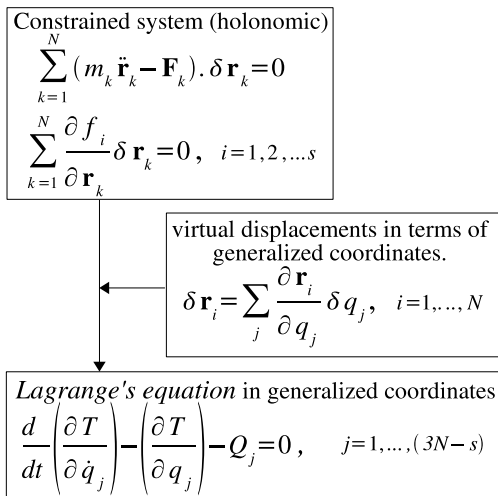 Constrained system (holonomic)
\sum_{k=1}^{N} (m_k \ddot{\mathbf{r}}_k - \mathbf{F}_k) . \delta \mathbf{r}_k = 0
\sum_{k=1}^{N} \frac{\partial f_i}{\partial \mathbf{r}_k} \delta \mathbf{r}_k = 0 , i=1,2,...s
virtual displacements in terms of
generalized coordinates.
\delta \mathbf{r}_i = \sum_j \frac{\partial \mathbf{r}_i}{\partial q_j} \delta q_j , i=1,..., N
Lagrange's equation in generalized coordinates
\frac{d}{dt} \left( \frac{\partial T}{\partial \dot{q}_j} \right) - \left( \frac{\partial T}{\partial q_j} \right) - Q_j = 0 , j=1,...,(3N-s)